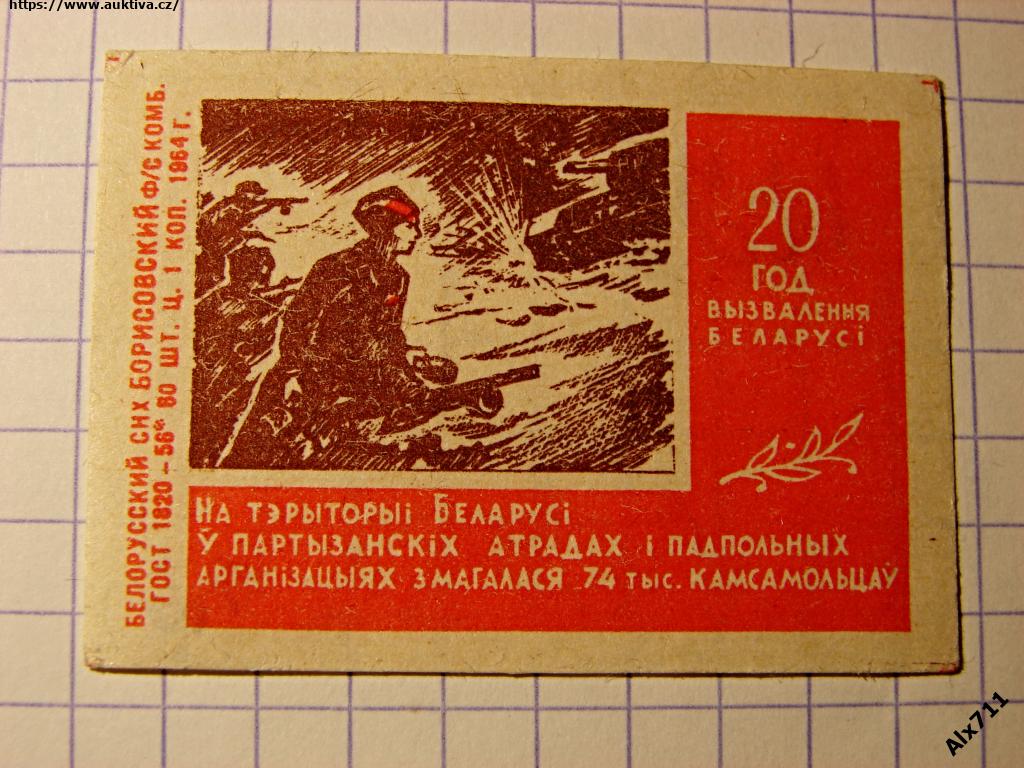 https://www.auktiva.cz/
БЕЛОРУССКИЙ СНХ БОРИСОВСКИЙ Ф/С КОМБ.
ГОСТ 1820-56* 60 ШТ. Ц. 1 КОП. 1964 Г.
20
ГОД
ВЫЗВАЛЕННЯ
БЕЛАРУСІ
НА ТЭРЫТОРЫІ БЕЛАРУСІ
У ПАРТЫЗАНСКІХ АТРАДАХ І ПАДПОЛЬНЫХ
АРГАНІЗАЦЫЯХ ЗМАГАЛАСЯ 74 ТЫС. КАМСАМОЛЬЦАЎ
Alx711